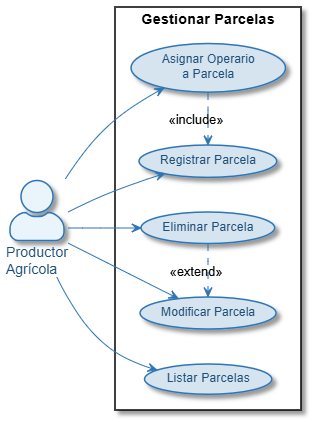 Gestionar Parcelas
Asignar Operario
a Parcela
«include»
Registrar Parcela
Eliminar Parcela
Productor
Agrícola
«extend»
Modificar Parcela
Listar Parcelas